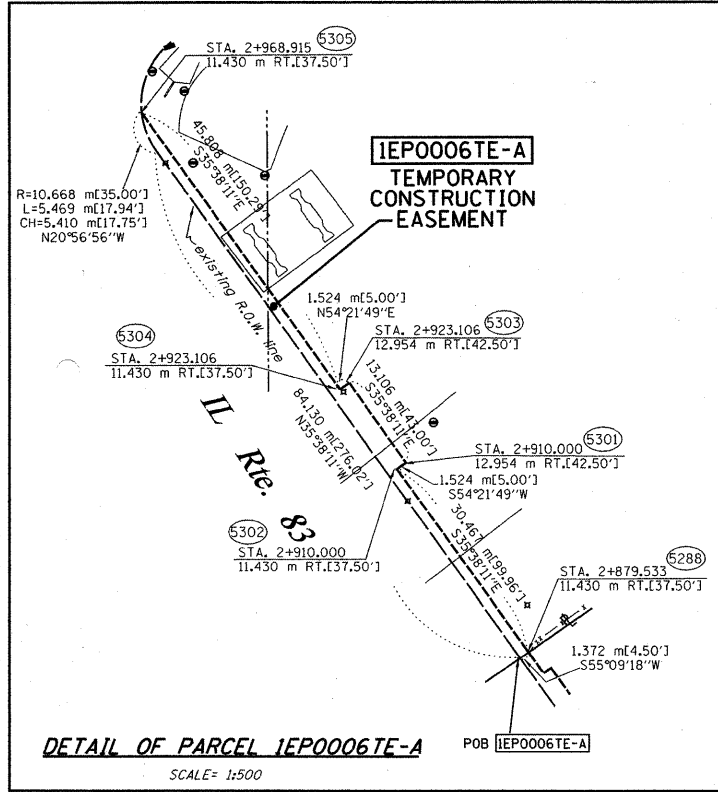 5305
STA. 2+968.915
11.430 m RT.[37.50']
45.808 m[150.29']
S35°38'11"E
1EP0006TE-A
TEMPORARY
CONSTRUCTION
EASEMENT
R=10.668 m[35.00']
L=5.469 m[17.94']
CH=5.410 m[17.75']
N20°56'56"W
existing R.O.W. line
1.524 m[5.00']
N54°21'49"E
5303
STA. 2+923.106
12.954 m RT.[42.50']
5304
STA. 2+923.106
11.430 m RT.[37.50']
13.106 m[43.00']
S35°38'11"E
84.130 m[276.02']
N35°38'11"W
IL Rte. 83
5301
STA. 2+910.000
12.954 m RT.[42.50']
1.524 m[5.00']
S54°21'49"W
5302
STA. 2+910.000
11.430 m RT.[37.50']
30.467 m[99.96']
S35°38'11"E
5288
STA. 2+879.533
11.430 m RT.[37.50']
1.372 m[4.50']
S55°09'18"W
POB 1EP0006TE-A
DETAIL OF PARCEL 1EP0006TE-A
SCALE= 1:500